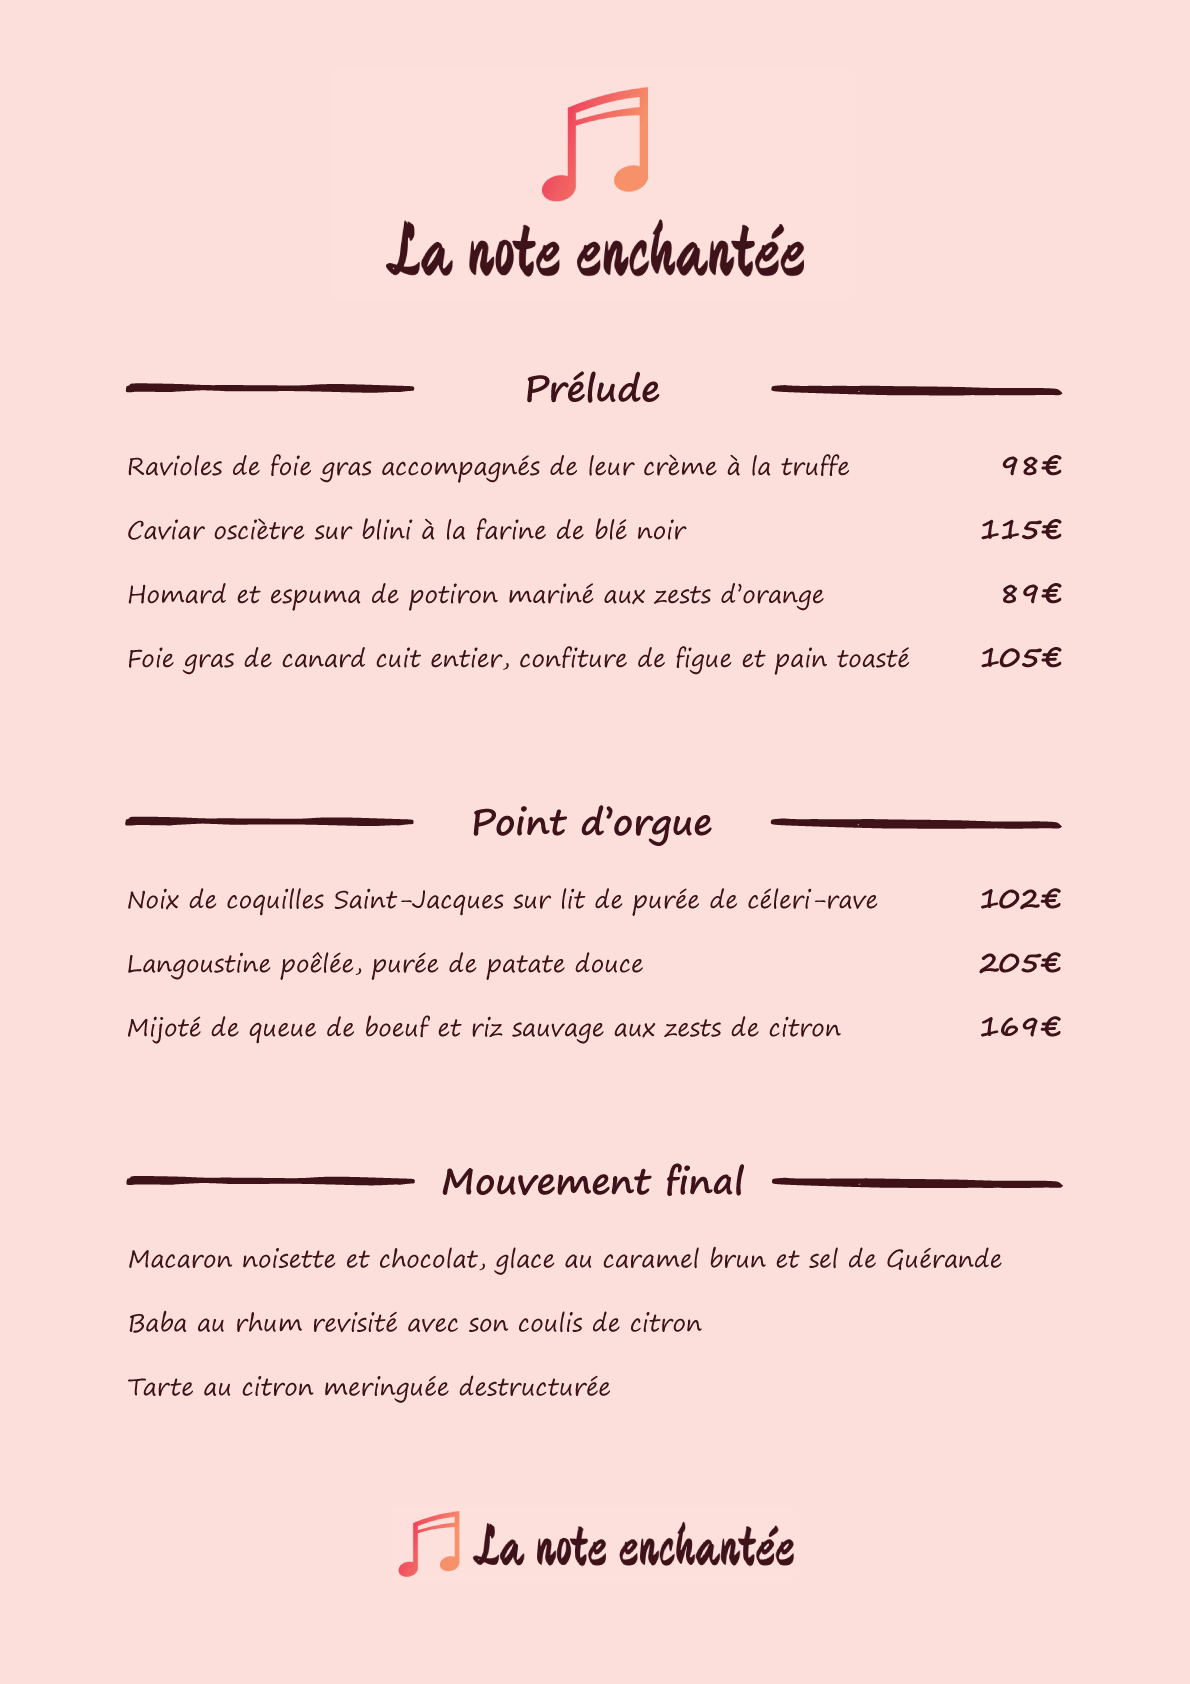 La note enchantée
Prélude
Ravioles de foie gras accompagnés de leur crème à la truffe 98€
Caviar osciètre sur blini à la farine de blé noir 115€
Homard et espuma de potiron mariné aux zests d'orange 89€
Foie gras de canard cuit entier, confiture de figue et pain toasté 105€
Point d'orgue
Noix de coquilles Saint-Jacques sur lit de purée de céleri-rave 102€
Langoustine poêlée, purée de patate douce 205€
Mijoté de queue de boeuf et riz sauvage aux zests de citron 169€
Mouvement final
Macaron noisette et chocolat, glace au caramel brun et sel de Guérande
Baba au rhum revisité avec son coulis de citron
Tarte au citron meringuée destructurée
La note enchantée